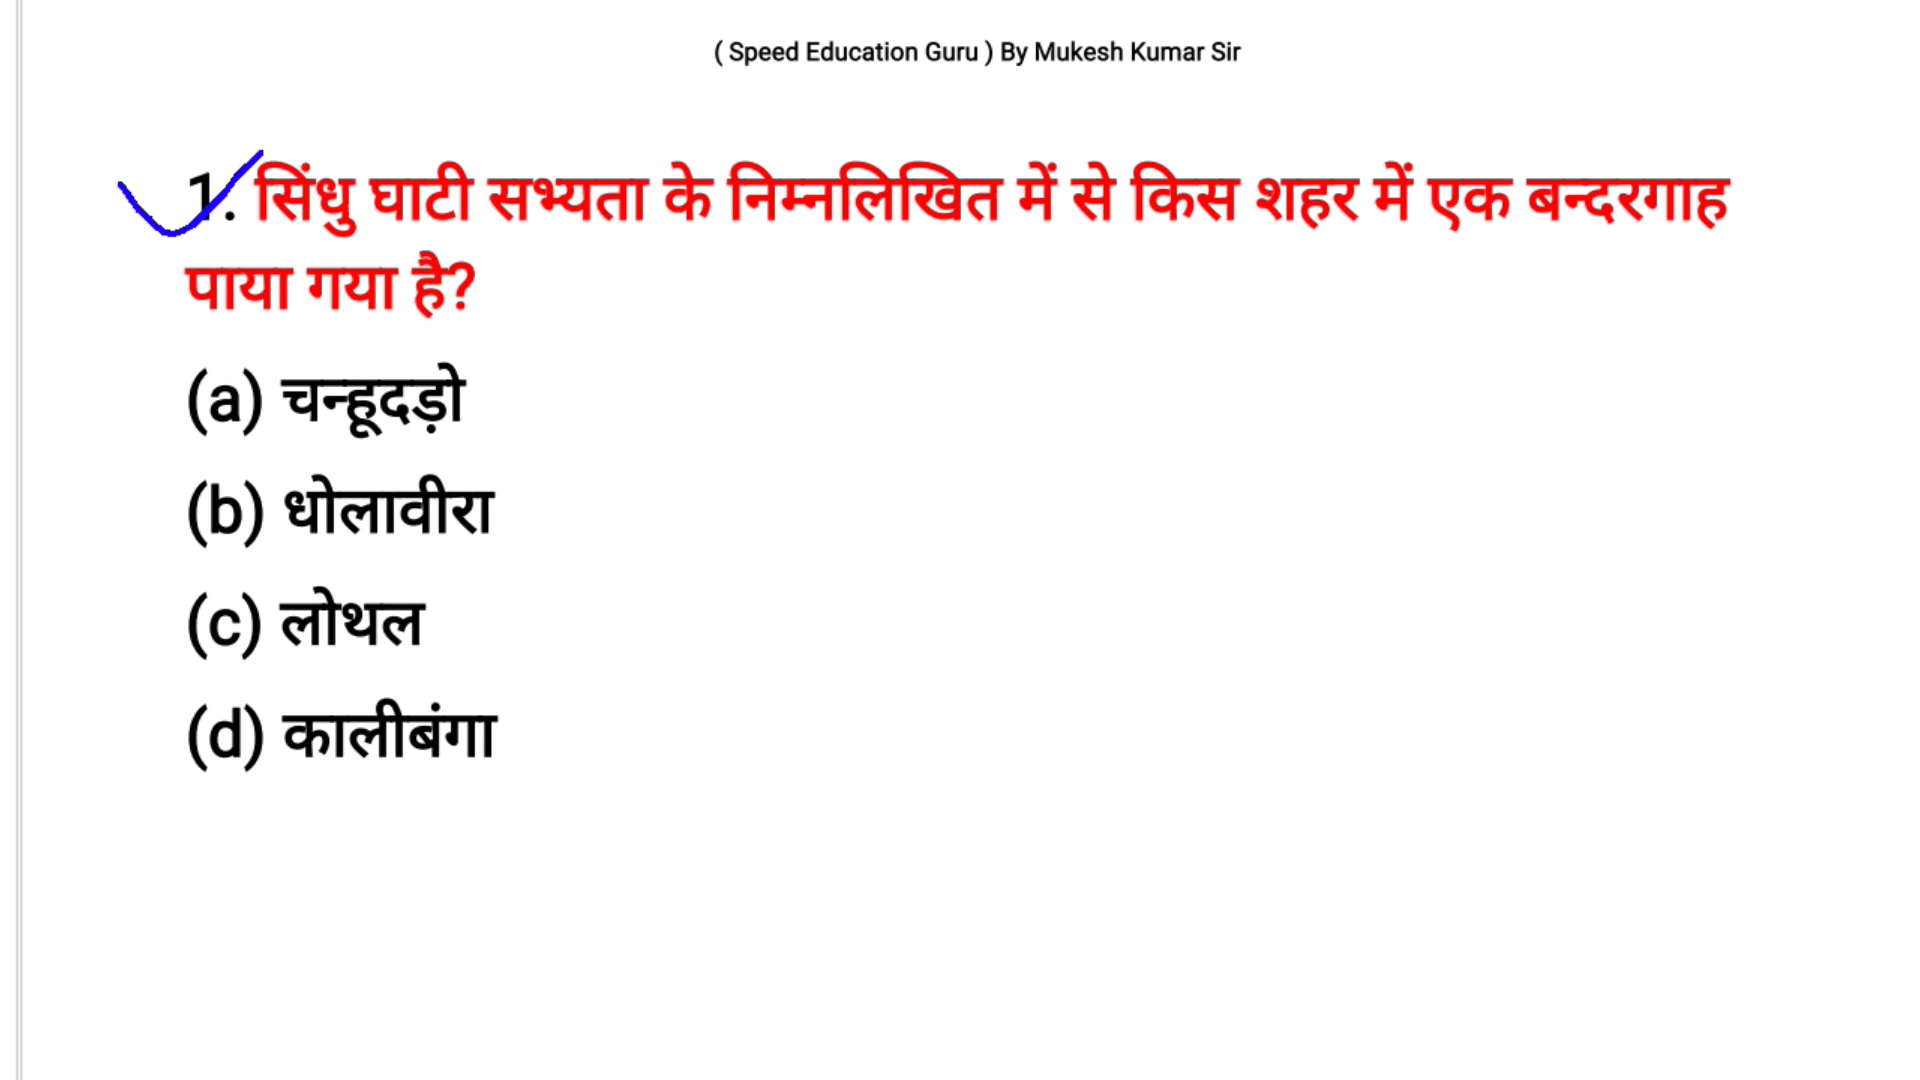 ( Speed Education Guru ) By Mukesh Kumar Sir
1. सिंधु घाटी सभ्यता के निम्नलिखित में से किस शहर में एक बन्दरगाह
पाया गया है?
(a) चन्हूदड़ो
(b) धोलावीरा
(c) लोथल
(d) कालीबंगा